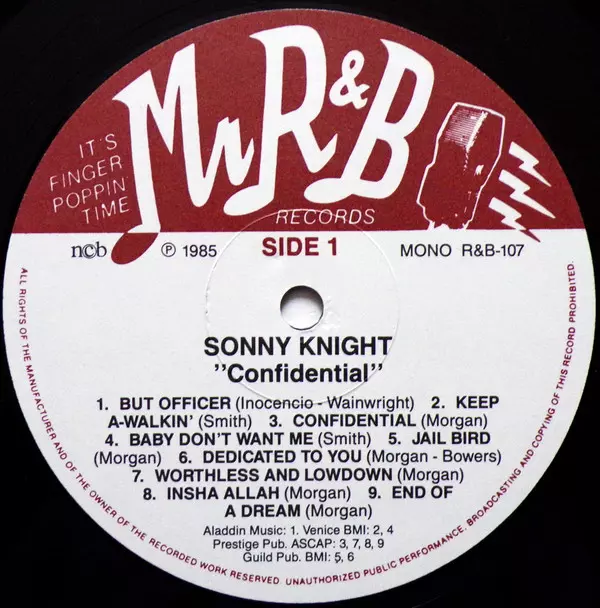 Mr R&B
IT'S
FINGER
POPPIN'
TIME
RECORDS
ncb ℗ 1985 SIDE 1 MONO R&B-107
SONNY KNIGHT
"Confidential"
1. BUT OFFICER (Inocencio - Wainwright) 2. KEEP
A-WALKIN' (Smith) 3. CONFIDENTIAL (Morgan)
4. BABY DON'T WANT ME (Smith) 5. JAIL BIRD
(Morgan) 6. DEDICATED TO YOU (Morgan - Bowers)
7. WORTHLESS AND LOWDOWN (Morgan)
8. INSHA ALLAH (Morgan) 9. END OF
A DREAM (Morgan)
Aladdin Music: 1. Venice BMI: 2, 4
Prestige Pub. ASCAP: 3, 7, 8, 9
Guild Pub. BMI: 5, 6
ALL RIGHTS OF THE MANUFACTURER AND OF THE OWNER OF THE RECORDED WORK RESERVED. UNAUTHORIZED PUBLIC PERFORMANCE, BROADCASTING AND COPYING OF THIS RECORD PROHIBITED.